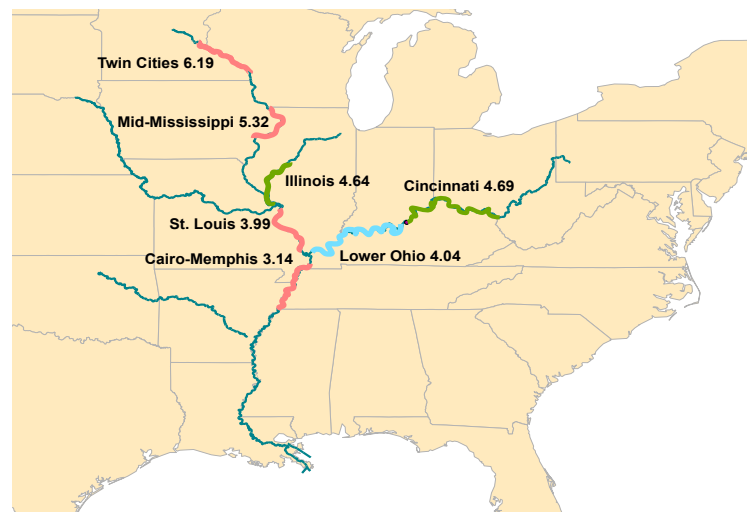 Twin Cities 6.19
Mid-Mississippi 5.32
Illinois 4.64
Cincinnati 4.69
St. Louis 3.99
Cairo-Memphis 3.14
Lower Ohio 4.04